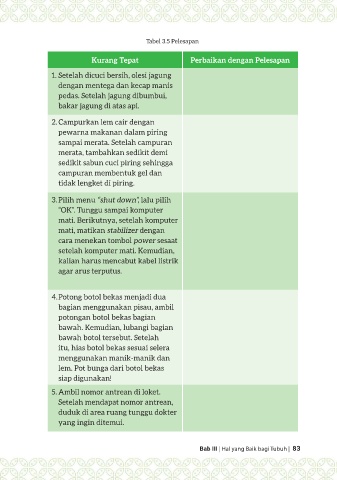 Tabel 3.5 Pelesapan
Kurang Tepat
Perbaikan dengan Pelesapan
1. Setelah dicuci bersih, olesi jagung
dengan mentega dan kecap manis
pedas. Setelah jagung dibumbui,
bakar jagung di atas api.
2. Campurkan lem cair dengan
pewarna makanan dalam piring
sampai merata. Setelah campuran
merata, tambahkan sedikit demi
sedikit sabun cuci piring sehingga
campuran membentuk gel dan
tidak lengket di piring.
3. Pilih menu "shut down", lalu pilih
"OK". Tunggu sampai komputer
mati. Berikutnya, setelah komputer
mati, matikan stabilizer dengan
cara menekan tombol power sesaat
setelah komputer mati. Kemudian,
kalian harus mencabut kabel listrik
agar arus terputus.
4. Potong botol bekas menjadi dua
bagian menggunakan pisau, ambil
potongan botol bekas bagian
bawah. Kemudian, lubangi bagian
bawah botol tersebut. Setelah
itu, hias botol bekas sesuai selera
menggunakan manik-manik dan
lem. Pot bunga dari botol bekas
siap digunakan!
5. Ambil nomor antrean di loket.
Setelah mendapat nomor antrean,
duduk di area ruang tunggu dokter
yang ingin ditemui.
Bab III | Hal yang Baik bagi Tubuh | 83